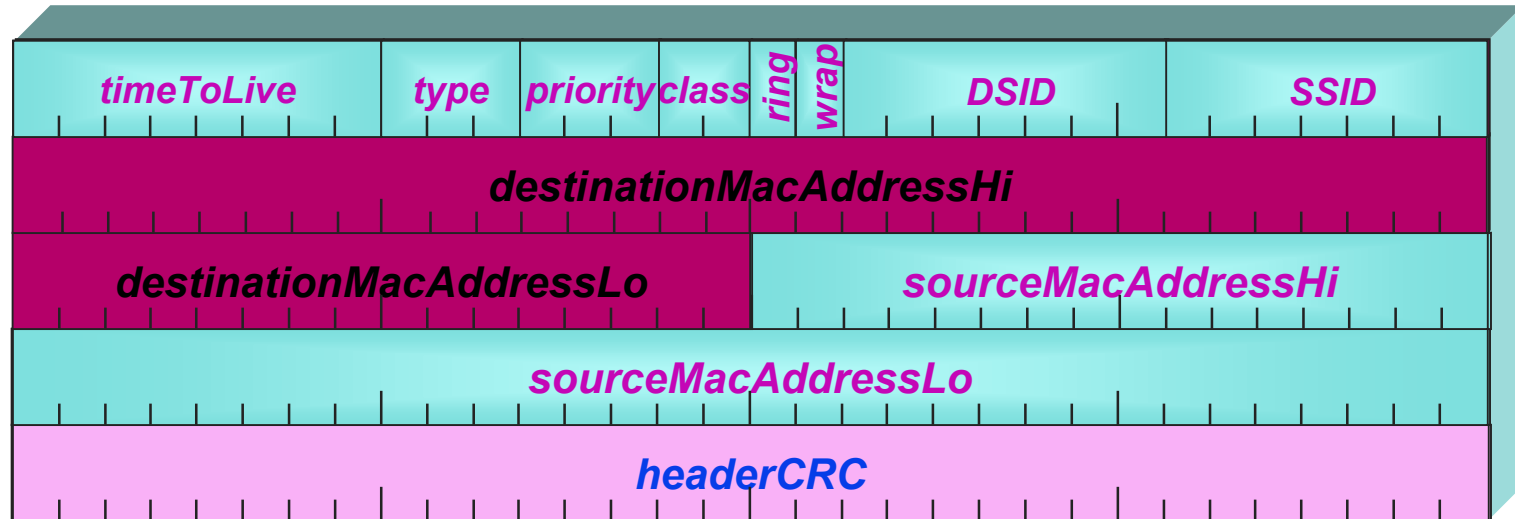 timeToLive type priority class ring wrap DSID SSID
destinationMacAddressHi
destinationMacAddressLo sourceMacAddressHi
sourceMacAddressLo
headerCRC